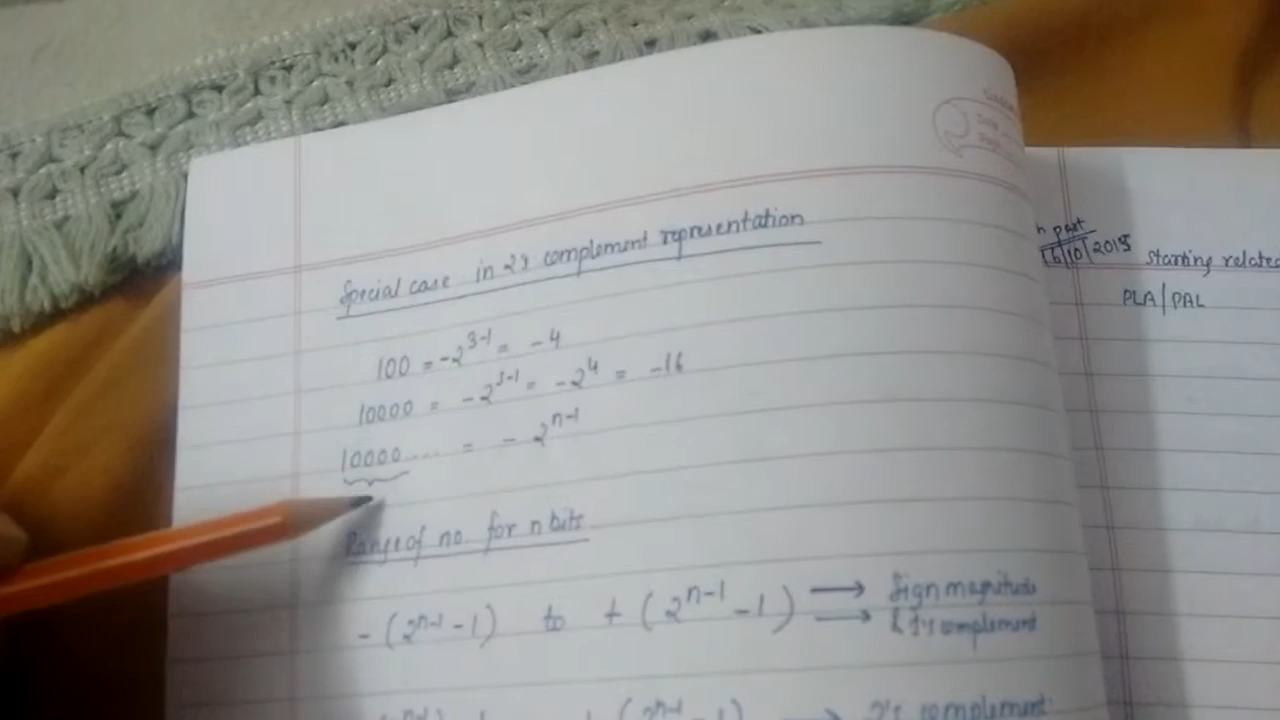 Special case in 2's complement representation
100 = -2^3-1 = -4
10000 = -2^5-1 = -2^4 = -16
10000.... = - 2^n-1
Range of no. for n bits
- (2^n-1 - 1) to + (2^n-1 - 1) → Sign magnitude
→ & 1's complement
→ 2's complement
part
6/10/2015 starting related
PLA/PAL